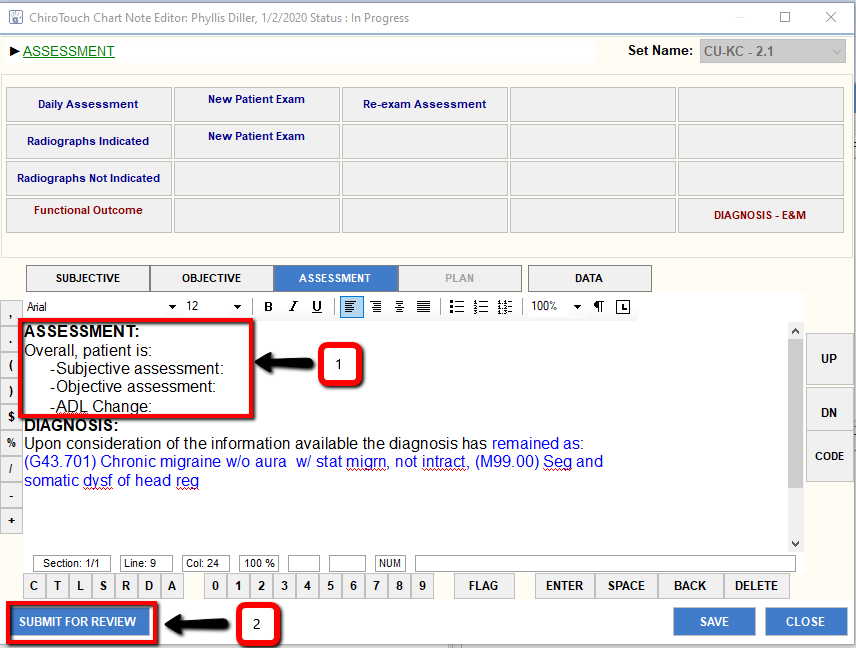 ChiroTouch Chart Note Editor: Phyllis Diller, 1/2/2020 Status : In Progress
ASSESSMENT
Set Name: CU-KC - 2.1
Daily Assessment New Patient Exam Re-exam Assessment
Radiographs Indicated New Patient Exam
Radiographs Not Indicated
Functional Outcome DIAGNOSIS - E&M
SUBJECTIVE OBJECTIVE ASSESSMENT PLAN DATA
Arial 12 B I U 100% ¶ L
,
.
(
)
$
%
/
-
+
ASSESSMENT:
Overall, patient is:
-Subjective assessment:
-Objective assessment:
-ADL Change:
1
DIAGNOSIS:
Upon consideration of the information available the diagnosis has remained as:
(G43.701) Chronic migraine w/o aura w/ stat migrn, not intract, (M99.00) Seg and
somatic dysf of head reg
UP
DN
CODE
Section: 1/1 Line: 9 Col: 24 100 % NUM
C T L S R D A 0 1 2 3 4 5 6 7 8 9 FLAG ENTER SPACE BACK DELETE
SUBMIT FOR REVIEW 2 SAVE CLOSE